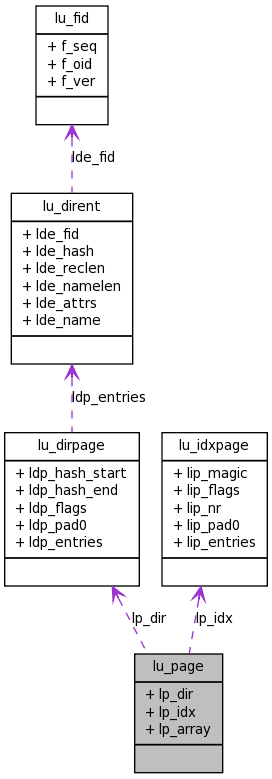 lu_fid
+ f_seq
+ f_oid
+ f_ver
lde_fid
lu_dirent
+ lde_fid
+ lde_hash
+ lde_reclen
+ lde_namelen
+ lde_attrs
+ lde_name
ldp_entries
lu_dirpage
+ ldp_hash_start
+ ldp_hash_end
+ ldp_flags
+ ldp_pad0
+ ldp_entries
lu_idxpage
+ lip_magic
+ lip_flags
+ lip_nr
+ lip_pad0
+ lip_entries
lp_dir
lp_idx
lu_page
+ lp_dir
+ lp_idx
+ lp_array